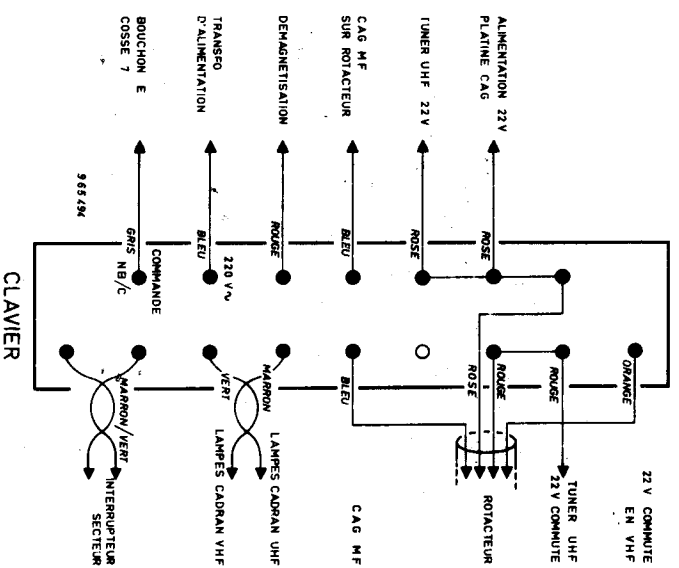 BOUCHON E
COSSE 7
TRANSFO
D'ALIMENTATION
DEMAGNETISATION
CAG MF
SUR ROTACTEUR
TUNER UHF 22 V
ALIMENTATION 22 V
PLATINE CAG
965 494
GRIS
BLEU
ROUGE
BLEU
ROSE
ROSE
COMMANDE
NB/C
220 V~
CLAVIER
MARRON/VERT
VERT
MARRON
BLEU
ROSE
ROUGE
ROUGE
ORANGE
INTERRUPTEUR
SECTEUR
LAMPES CADRAN VHF
LAMPES CADRAN UHF
CAG MF
ROTACTEUR
TUNER UHF
22 V COMMUTE
22 V COMMUTE
EN VHF